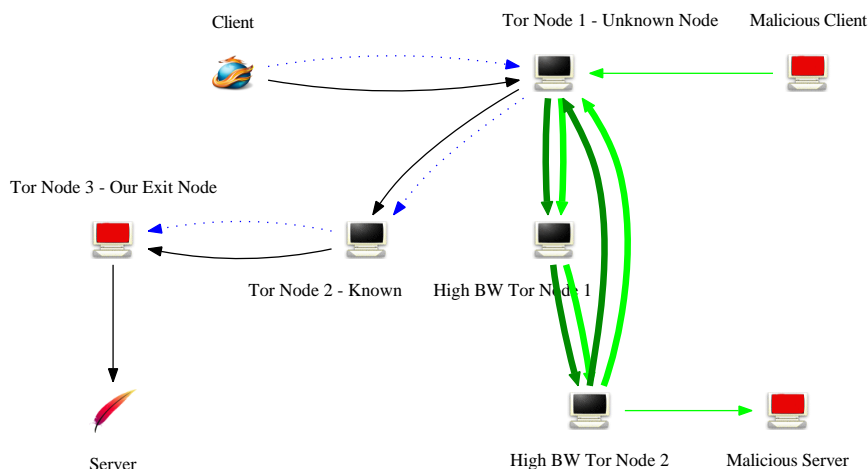 Client
Tor Node 1 - Unknown Node
Malicious Client
Tor Node 3 - Our Exit Node
Tor Node 2 - Known
High BW Tor Node 1
Server
High BW Tor Node 2
Malicious Server